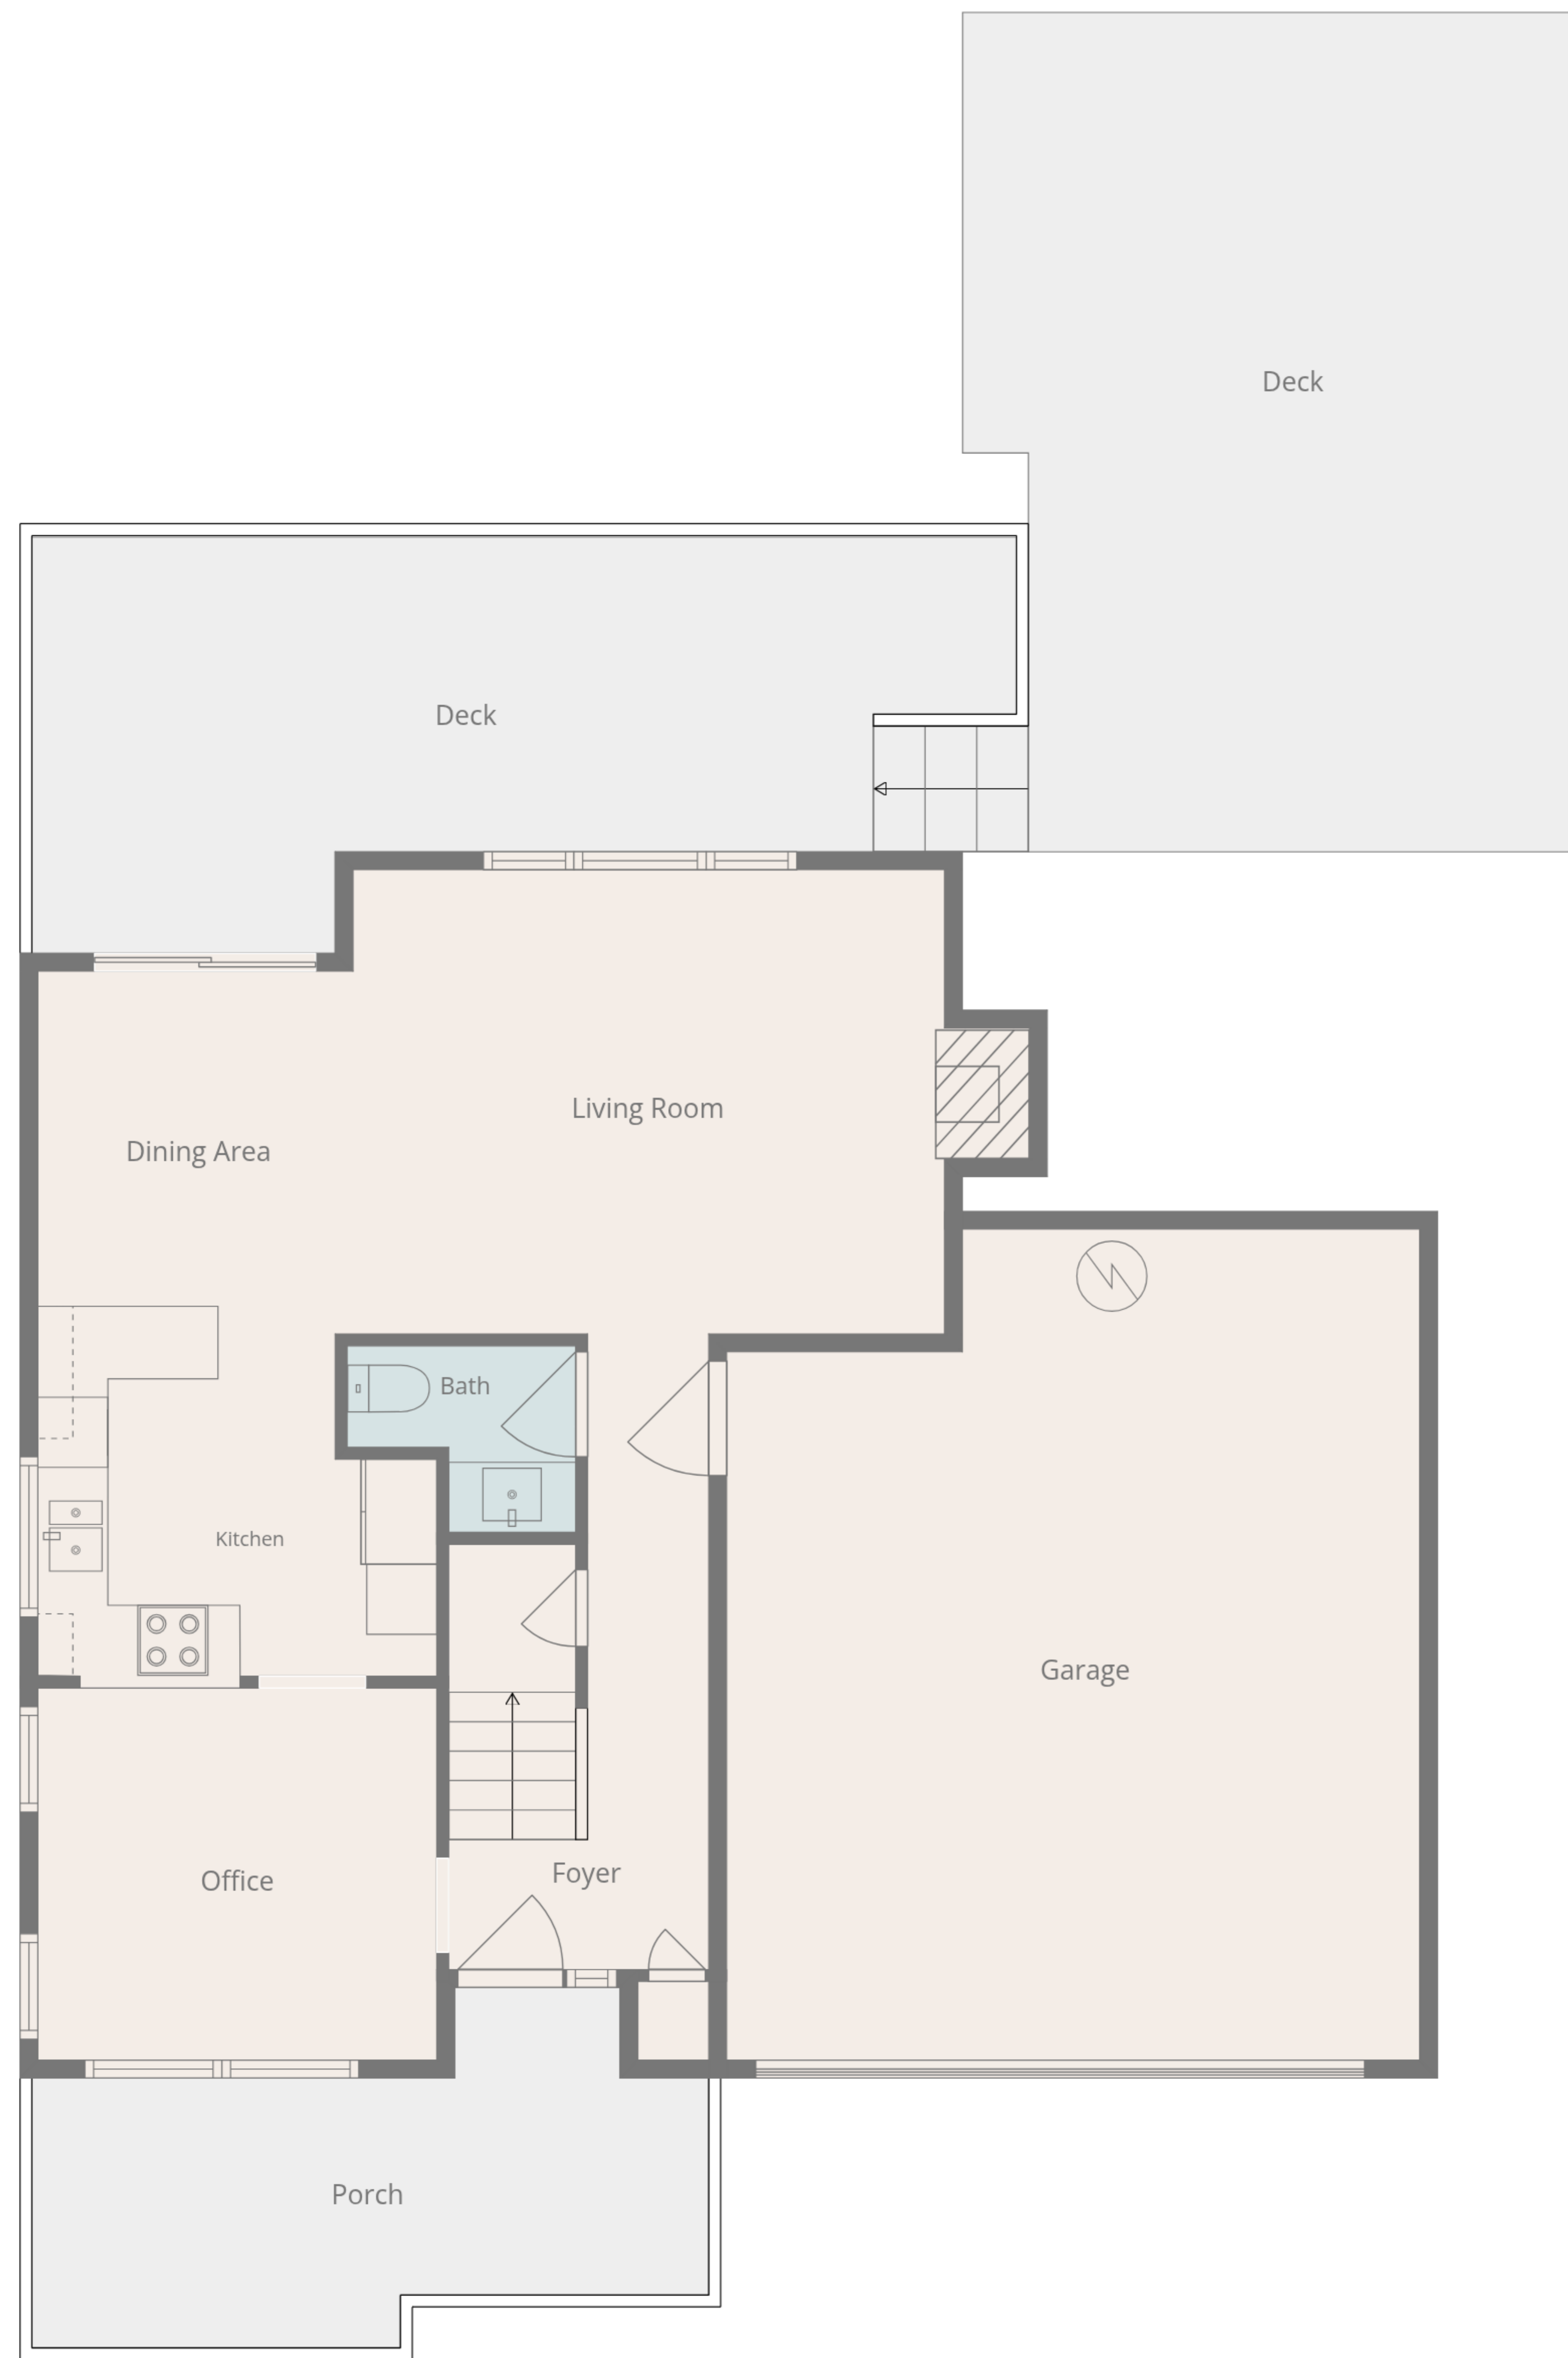 Deck
Deck
Living Room
Dining Area
Bath
Kitchen
Garage
Foyer
Office
Porch